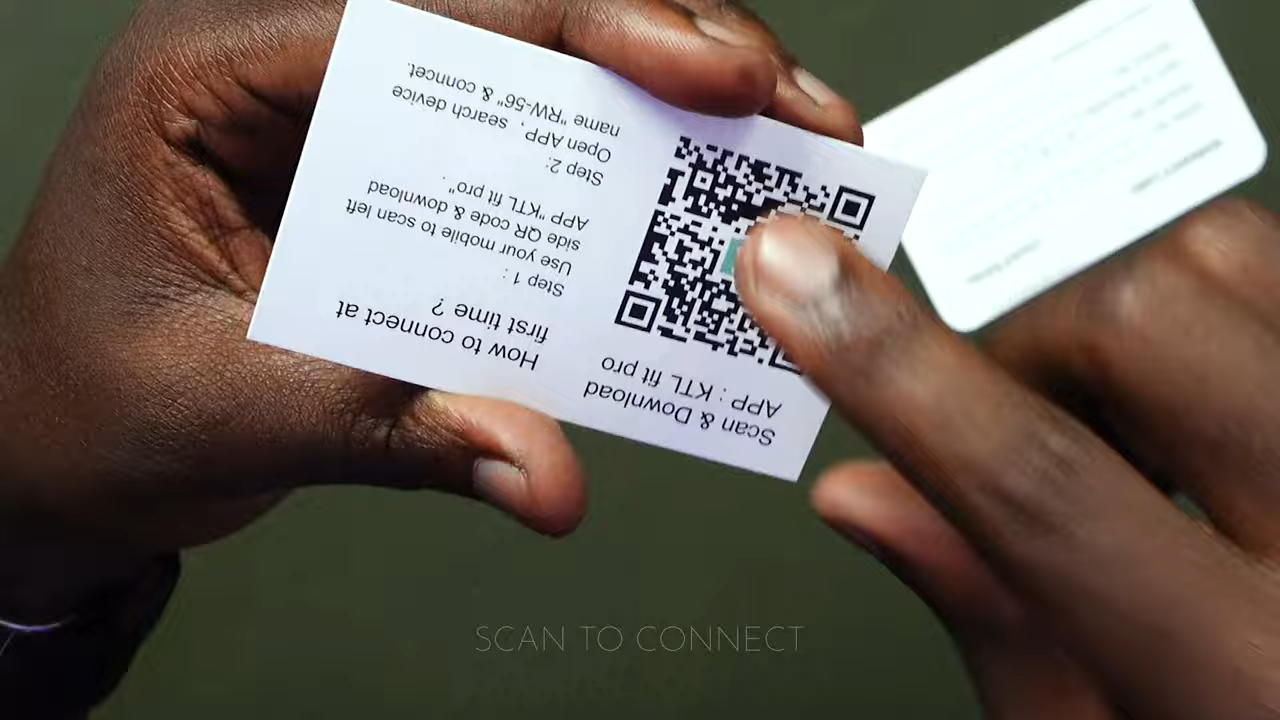 How to connect at
first time ?
Step 1 :
Use your mobile to scan left
side QR code & download
APP "KTL fit pro" .
Step 2:
Open APP , search device
name "RW-56" & conncet.
Scan & Download
APP : KTL fit pro
SCAN TO CONNECT